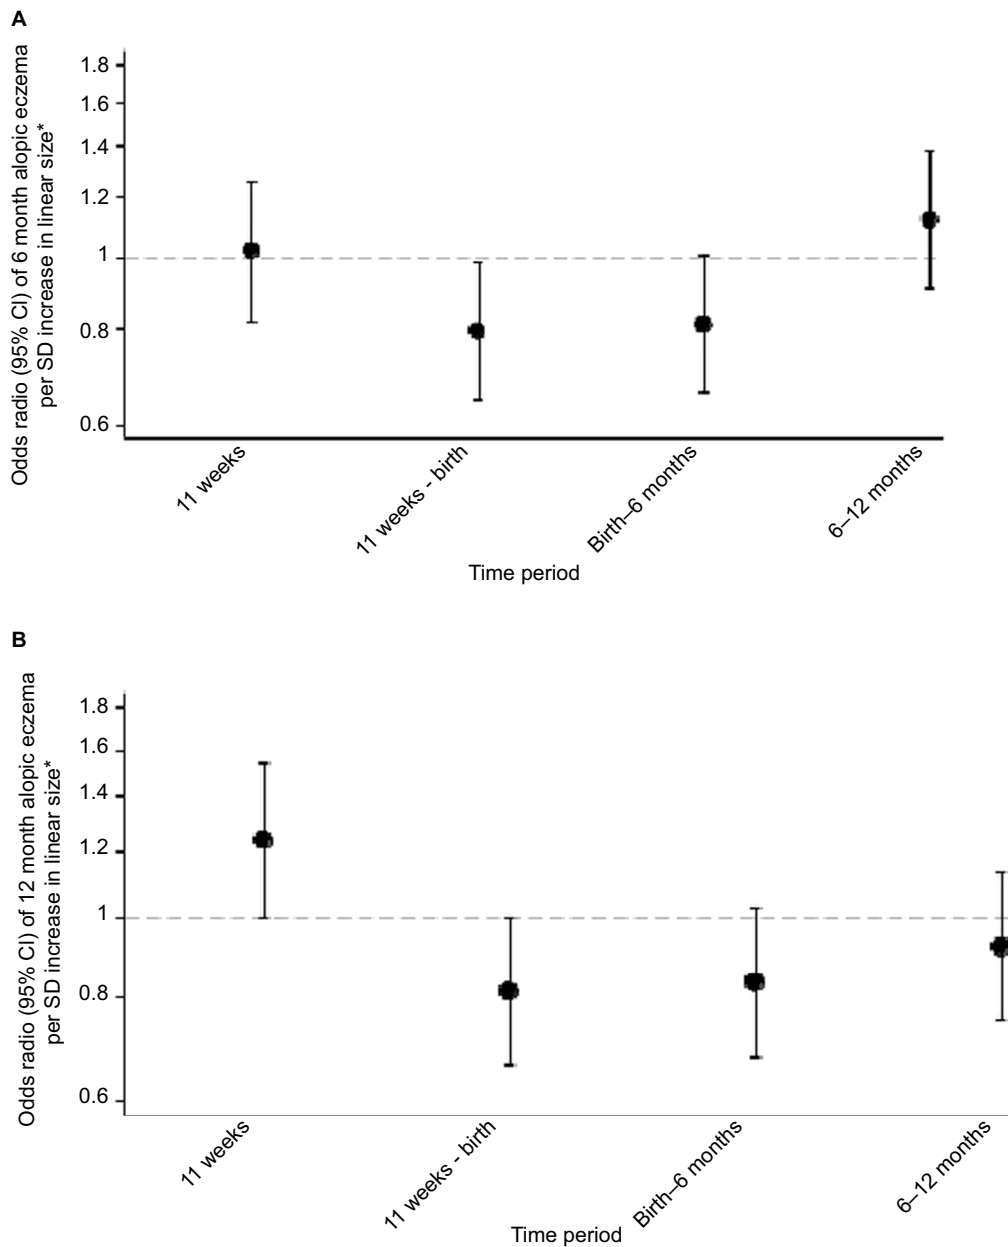 A
Odds radio (95% CI) of 6 month alopic eczema
per SD increase in linear size*
1.8
1.6
1.4
1.2
1
0.8
0.6
11 weeks
11 weeks - birth
Birth–6 months
6–12 months
Time period
B
Odds radio (95% CI) of 12 month alopic eczema
per SD increase in linear size*
1.8
1.6
1.4
1.2
1
0.8
0.6
11 weeks
11 weeks - birth
Birth–6 months
6–12 months
Time period